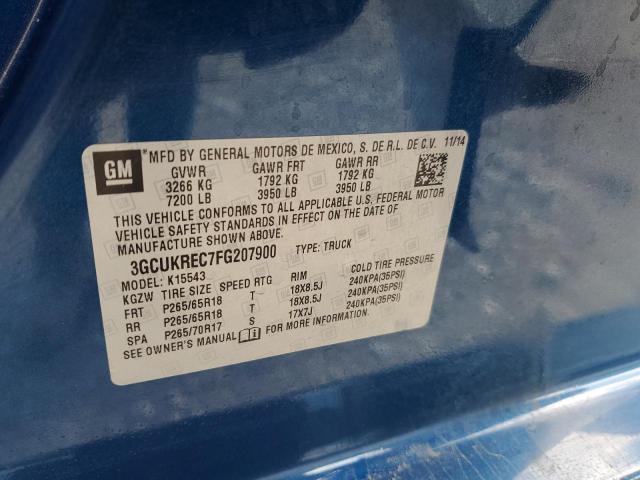 GM
*MFD BY GENERAL MOTORS DE MEXICO, S. DE R.L. DE C.V. 11/14
GVWR GAWR FRT GAWR RR
3266 KG 1792 KG 1792 KG
7200 LB 3950 LB 3950 LB
THIS VEHICLE CONFORMS TO ALL APPLICABLE U.S. FEDERAL MOTOR
VEHICLE SAFETY STANDARDS IN EFFECT ON THE DATE OF
MANUFACTURE SHOWN ABOVE.
3GCUKREC7FG207900 TYPE: TRUCK
MODEL: K15543
KGZW TIRE SIZE SPEED RTG RIM COLD TIRE PRESSURE
FRT P265/65R18 T 18X8.5J 240KPA(35PSI)
RR P265/65R18 T 18X8.5J 240KPA(35PSI)
SPA P265/70R17 S 17X7J 240KPA(35PSI)
SEE OWNER'S MANUAL FOR MORE INFORMATION.